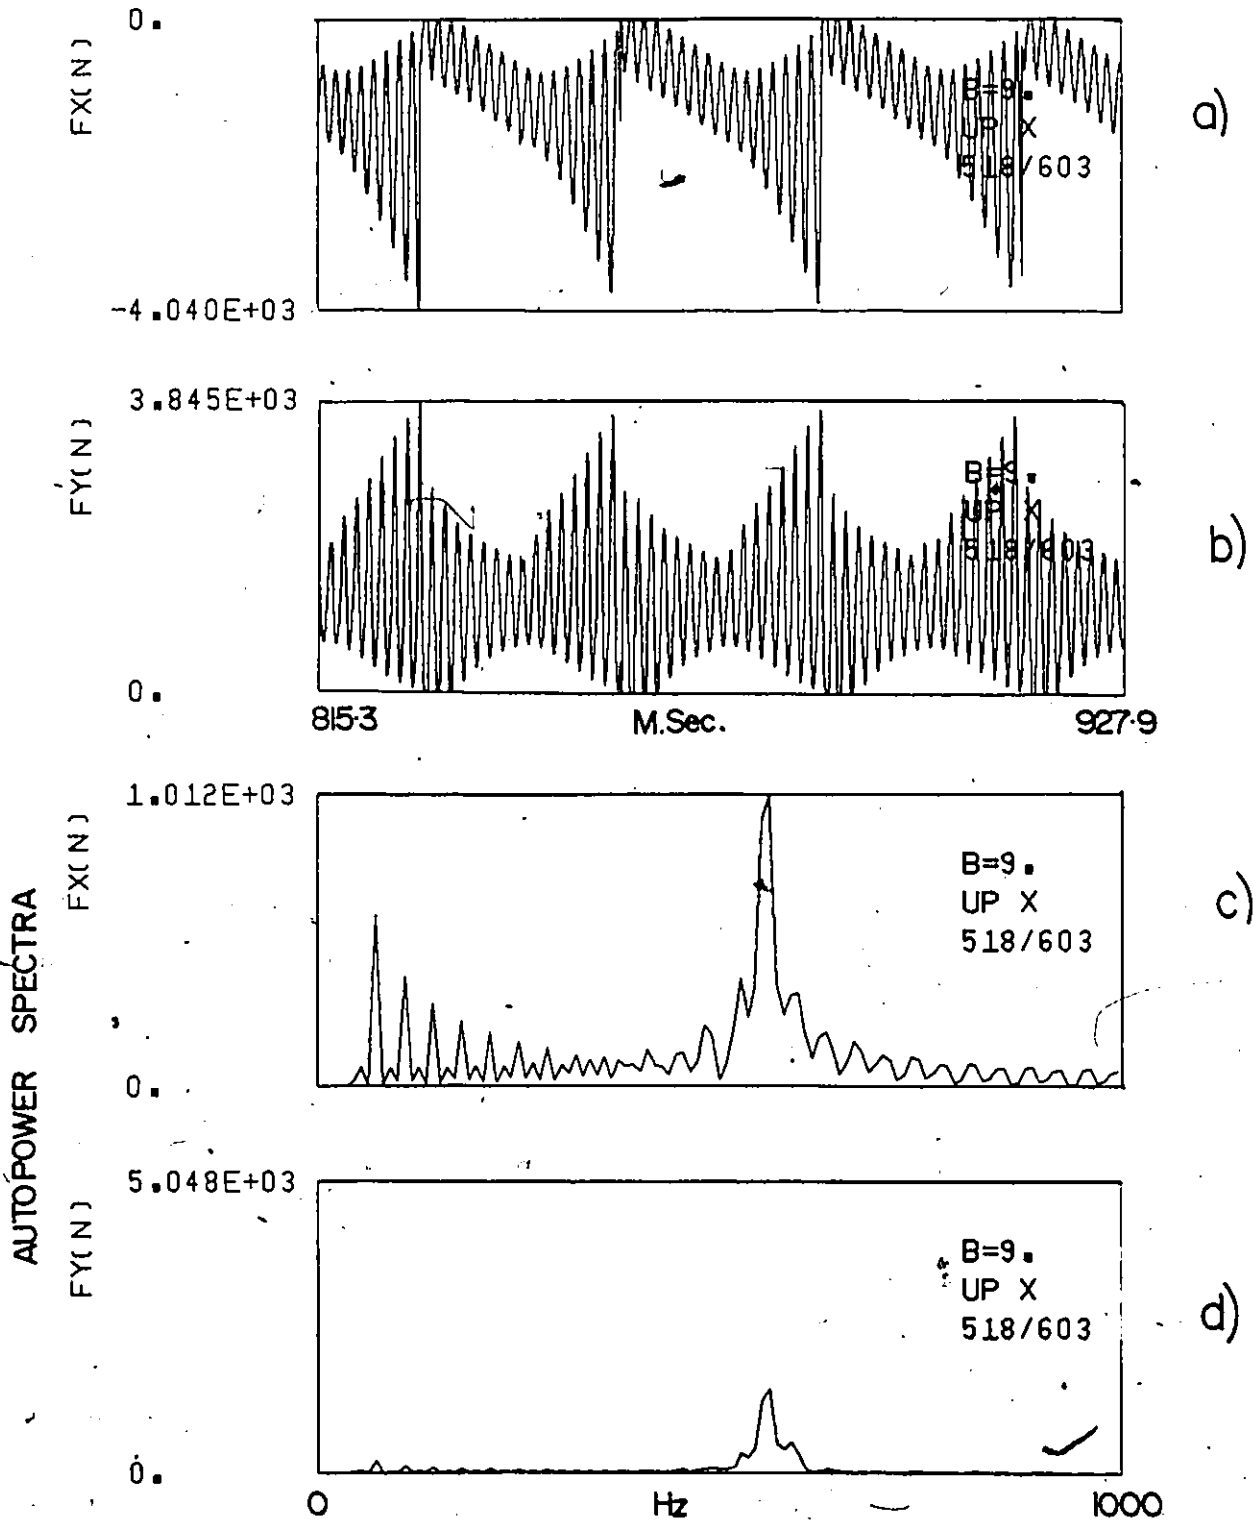 0.
FX(N)
-4.040E+03
B=9.
UP X
518/603
a)
3.845E+03
FY(N)
0.
B=9.
UP X
518/603
b)
815·3
M.Sec.
927·9
AUTOPOWER SPECTRA
1.012E+03
FX(N)
0.
B=9.
UP X
518/603
c)
5.048E+03
FY(N)
0.
B=9.
UP X
518/603
d)
0
Hz
1000